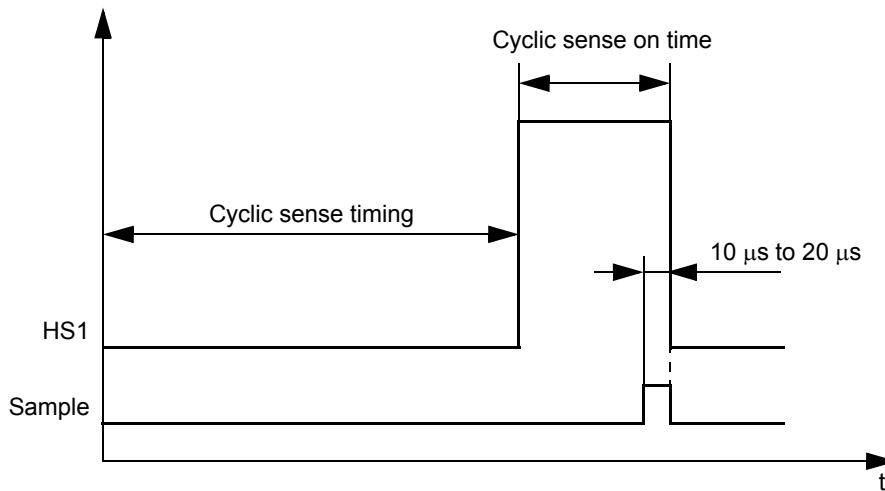 Cyclic sense on time
Cyclic sense timing
10 μs to 20 μs
HS1
Sample
t